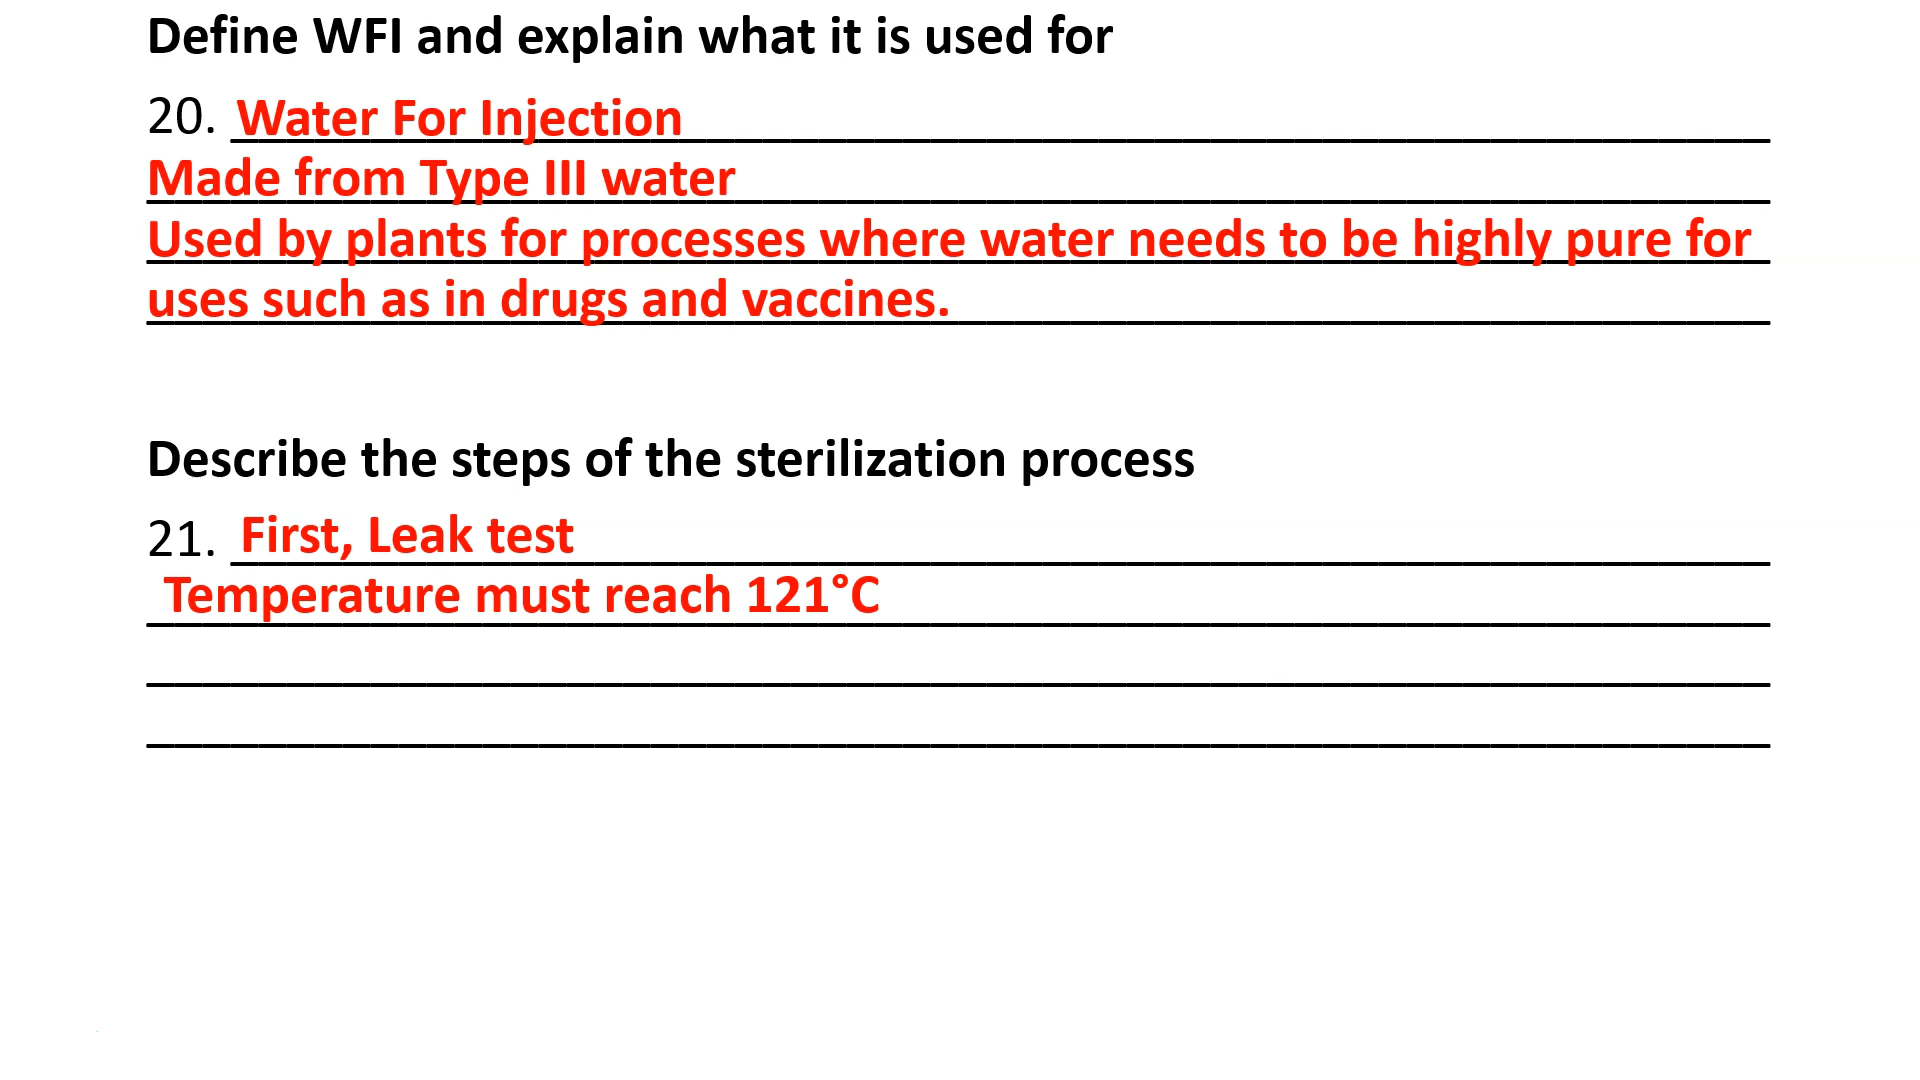 Define WFI and explain what it is used for
20. Water For Injection
Made from Type III water
Used by plants for processes where water needs to be highly pure for
uses such as in drugs and vaccines.
Describe the steps of the sterilization process
21. First, Leak test
Temperature must reach 121°C